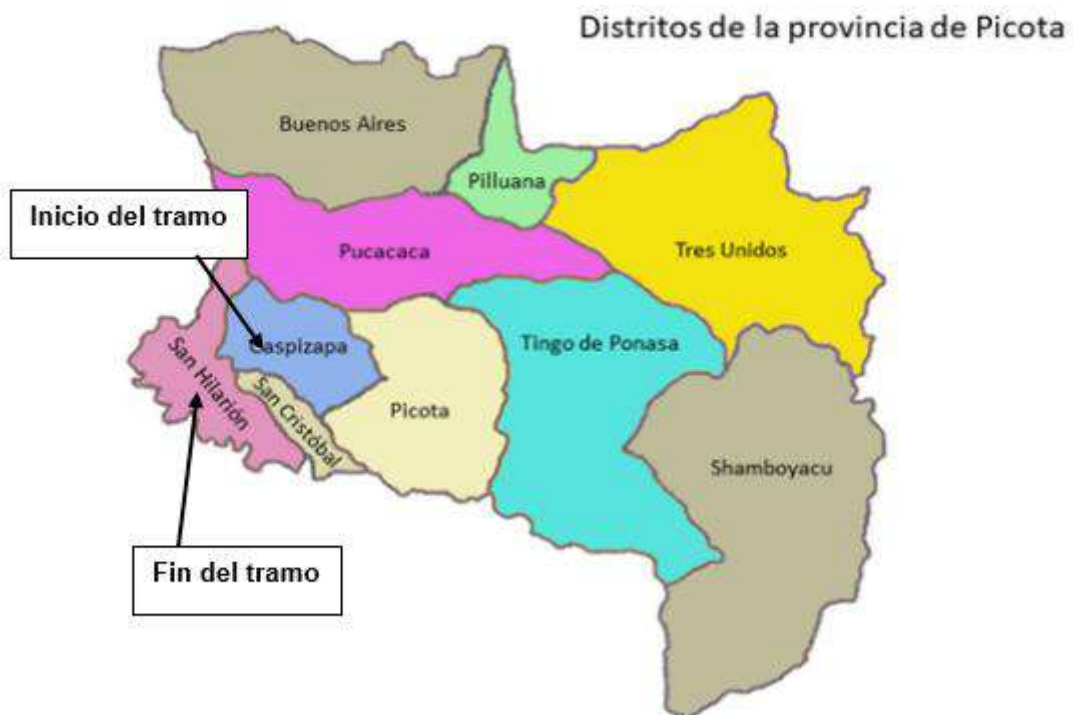 Distritos de la provincia de Picota
Buenos Aires
Pilluana
Inicio del tramo
Pucacaca
Tres Unidos
Caspizapa
Tingo de Ponasa
San Hilarión
San Cristóbal
Picota
Shamboyacu
Fin del tramo